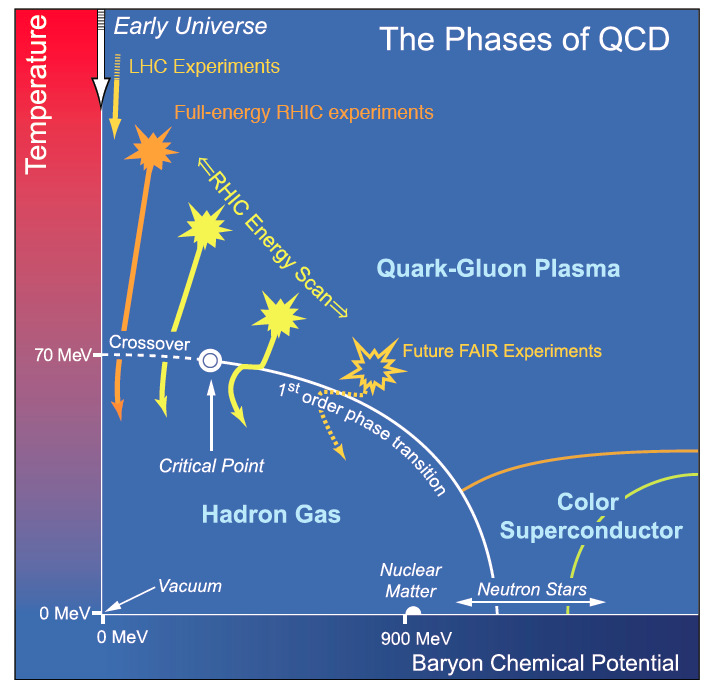 Early Universe
The Phases of QCD
LHC Experiments
Full-energy RHIC experiments
Temperature
⇐RHIC Energy Scan⇒
Quark-Gluon Plasma
Crossover
70 MeV
Future FAIR Experiments
1st order phase transition
Critical Point
Hadron Gas
Color
Superconductor
Vacuum
Nuclear
Matter
Neutron Stars
0 MeV
0 MeV
900 MeV
Baryon Chemical Potential